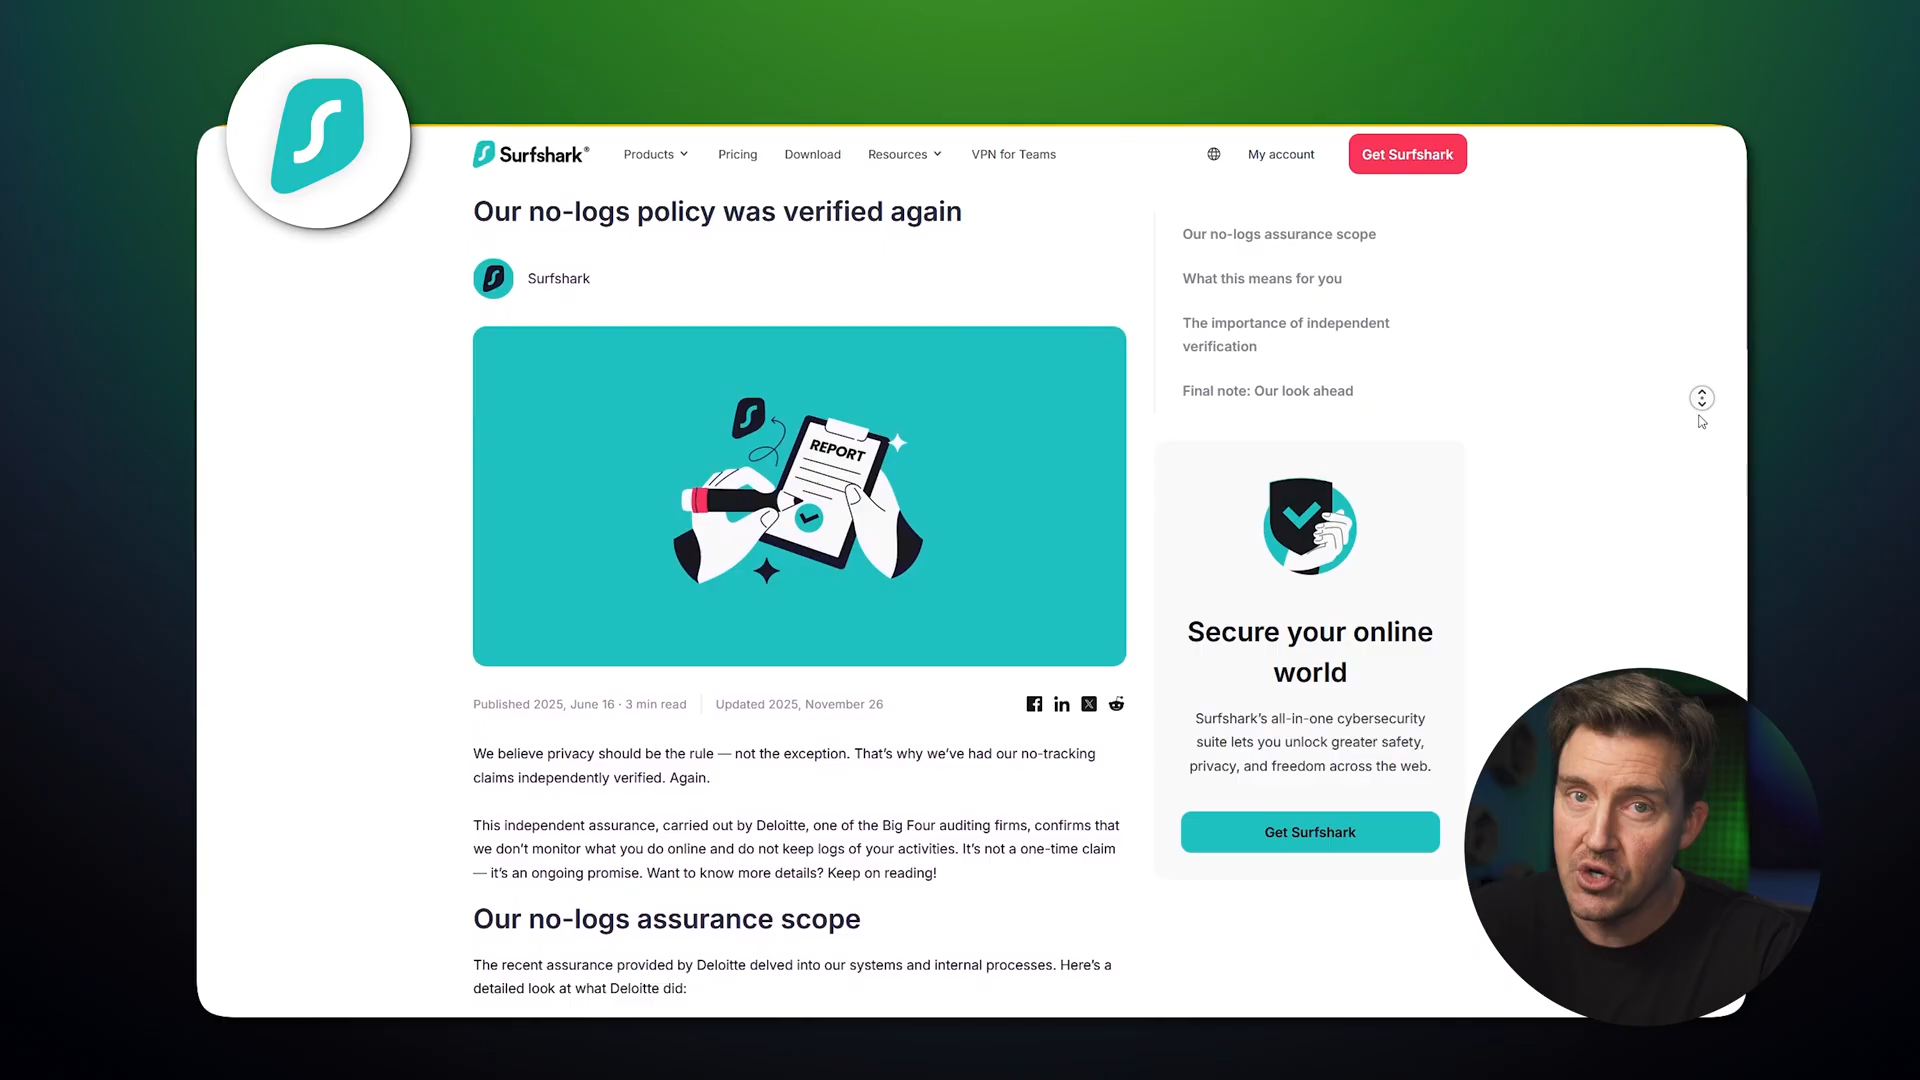 Surfshark®
Products
Pricing
Download
Resources
VPN for Teams
My account
Get Surfshark
Our no-logs policy was verified again
Surfshark
REPORT
Published 2025, June 16 · 3 min read
Updated 2025, November 26
We believe privacy should be the rule — not the exception. That’s why we’ve had our no-tracking
claims independently verified. Again.
This independent assurance, carried out by Deloitte, one of the Big Four auditing firms, confirms that
we don’t monitor what you do online and do not keep logs of your activities. It’s not a one-time claim
— it’s an ongoing promise. Want to know more details? Keep on reading!
Our no-logs assurance scope
The recent assurance provided by Deloitte delved into our systems and internal processes. Here’s a
detailed look at what Deloitte did:
Our no-logs assurance scope
What this means for you
The importance of independent
verification
Final note: Our look ahead
Secure your online
world
Surfshark’s all-in-one cybersecurity
suite lets you unlock greater safety,
privacy, and freedom across the web.
Get Surfshark